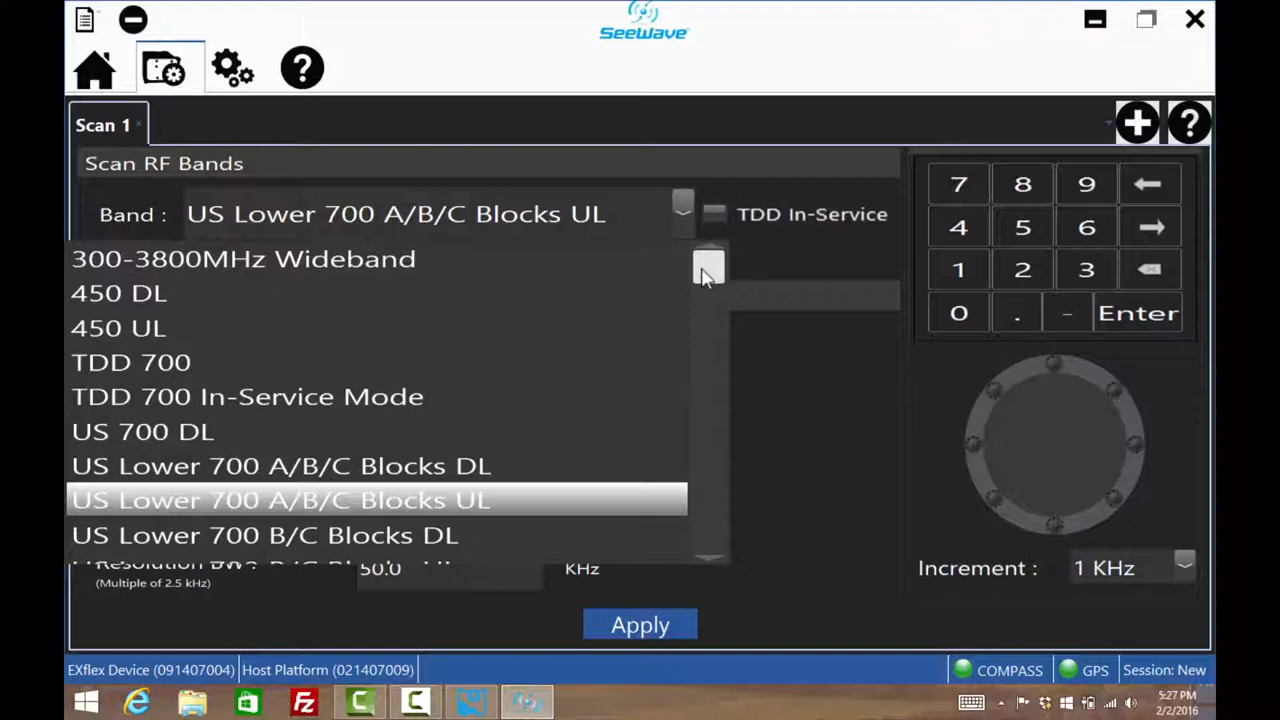 SeeWave
Scan 1
Scan RF Bands
Band : US Lower 700 A/B/C Blocks UL
TDD In-Service
300-3800MHz Wideband
450 DL
450 UL
TDD 700
TDD 700 In-Service Mode
US 700 DL
US Lower 700 A/B/C Blocks DL
US Lower 700 A/B/C Blocks UL
US Lower 700 B/C Blocks DL
50.0 KHz
(Multiple of 2.5 kHz)
7 8 9
4 5 6
1 2 3
0 . - Enter
Increment : 1 KHz
Apply
EXflex Device (091407004) Host Platform (021407009) COMPASS GPS Session: New
5:27 PM
2/2/2016